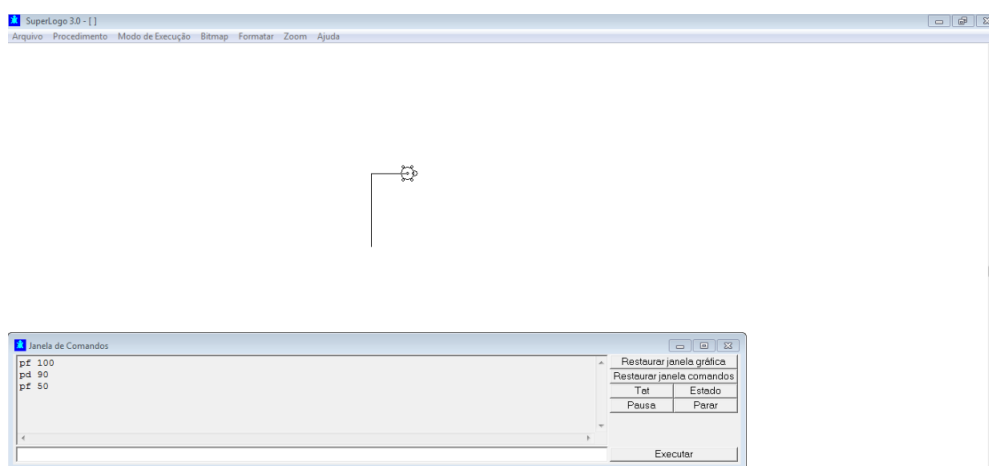 SuperLogo 3.0 - [ ]
Arquivo Procedimento Modo de Execução Bitmap Formatar Zoom Ajuda
Janela de Comandos
pf 100
pd 90
pf 50
Restaurar janela gráfica
Restaurar janela comandos
Tat Estado
Pausa Parar
Executar